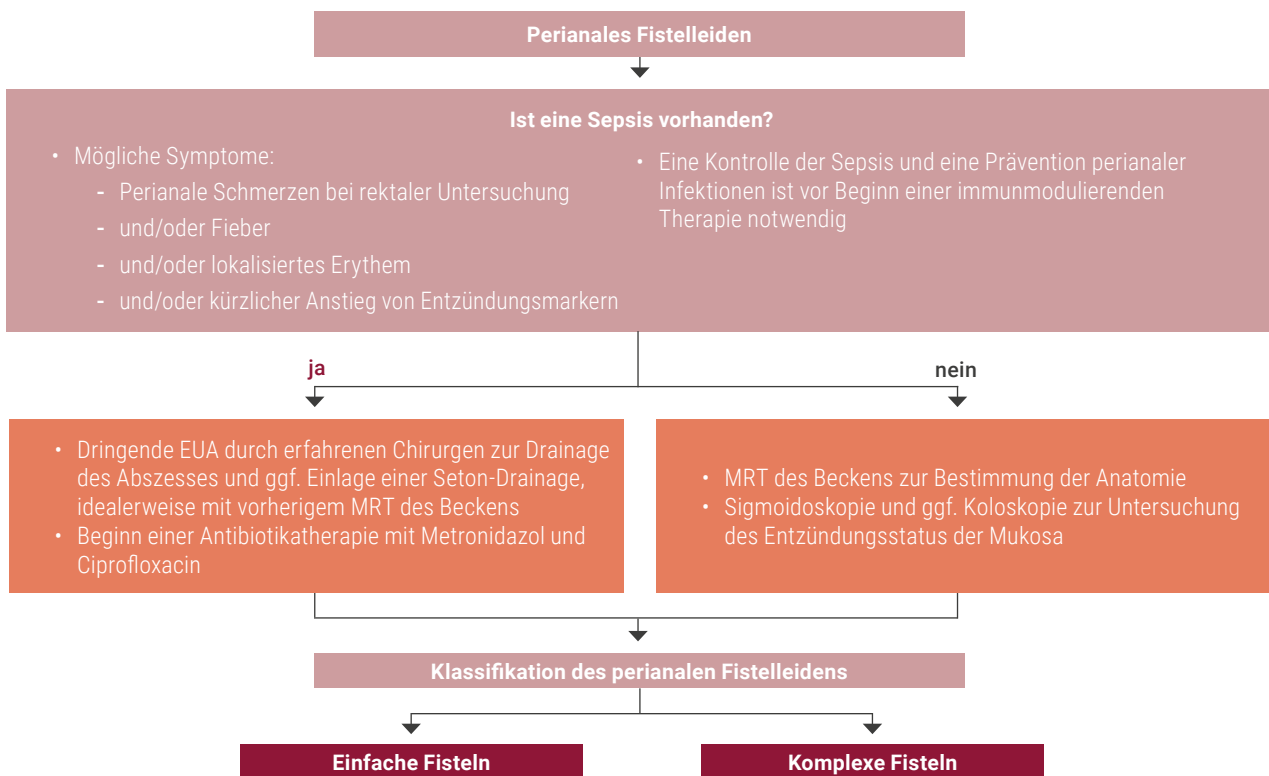 Perianales Fistelleiden
Ist eine Sepsis vorhanden?
• Mögliche Symptome:
- Perianale Schmerzen bei rektaler Untersuchung
- und/oder Fieber
- und/oder lokalisiertes Erythem
- und/oder kürzlicher Anstieg von Entzündungsmarkern
• Eine Kontrolle der Sepsis und eine Prävention perianaler
Infektionen ist vor Beginn einer immunmodulierenden
Therapie notwendig
ja
nein
• Dringende EUA durch erfahrenen Chirurgen zur Drainage
des Abszesses und ggf. Einlage einer Seton-Drainage,
idealerweise mit vorherigem MRT des Beckens
• Beginn einer Antibiotikatherapie mit Metronidazol und
Ciprofloxacin
• MRT des Beckens zur Bestimmung der Anatomie
• Sigmoidoskopie und ggf. Koloskopie zur Untersuchung
des Entzündungsstatus der Mukosa
Klassifikation des perianalen Fistelleidens
Einfache Fisteln
Komplexe Fisteln